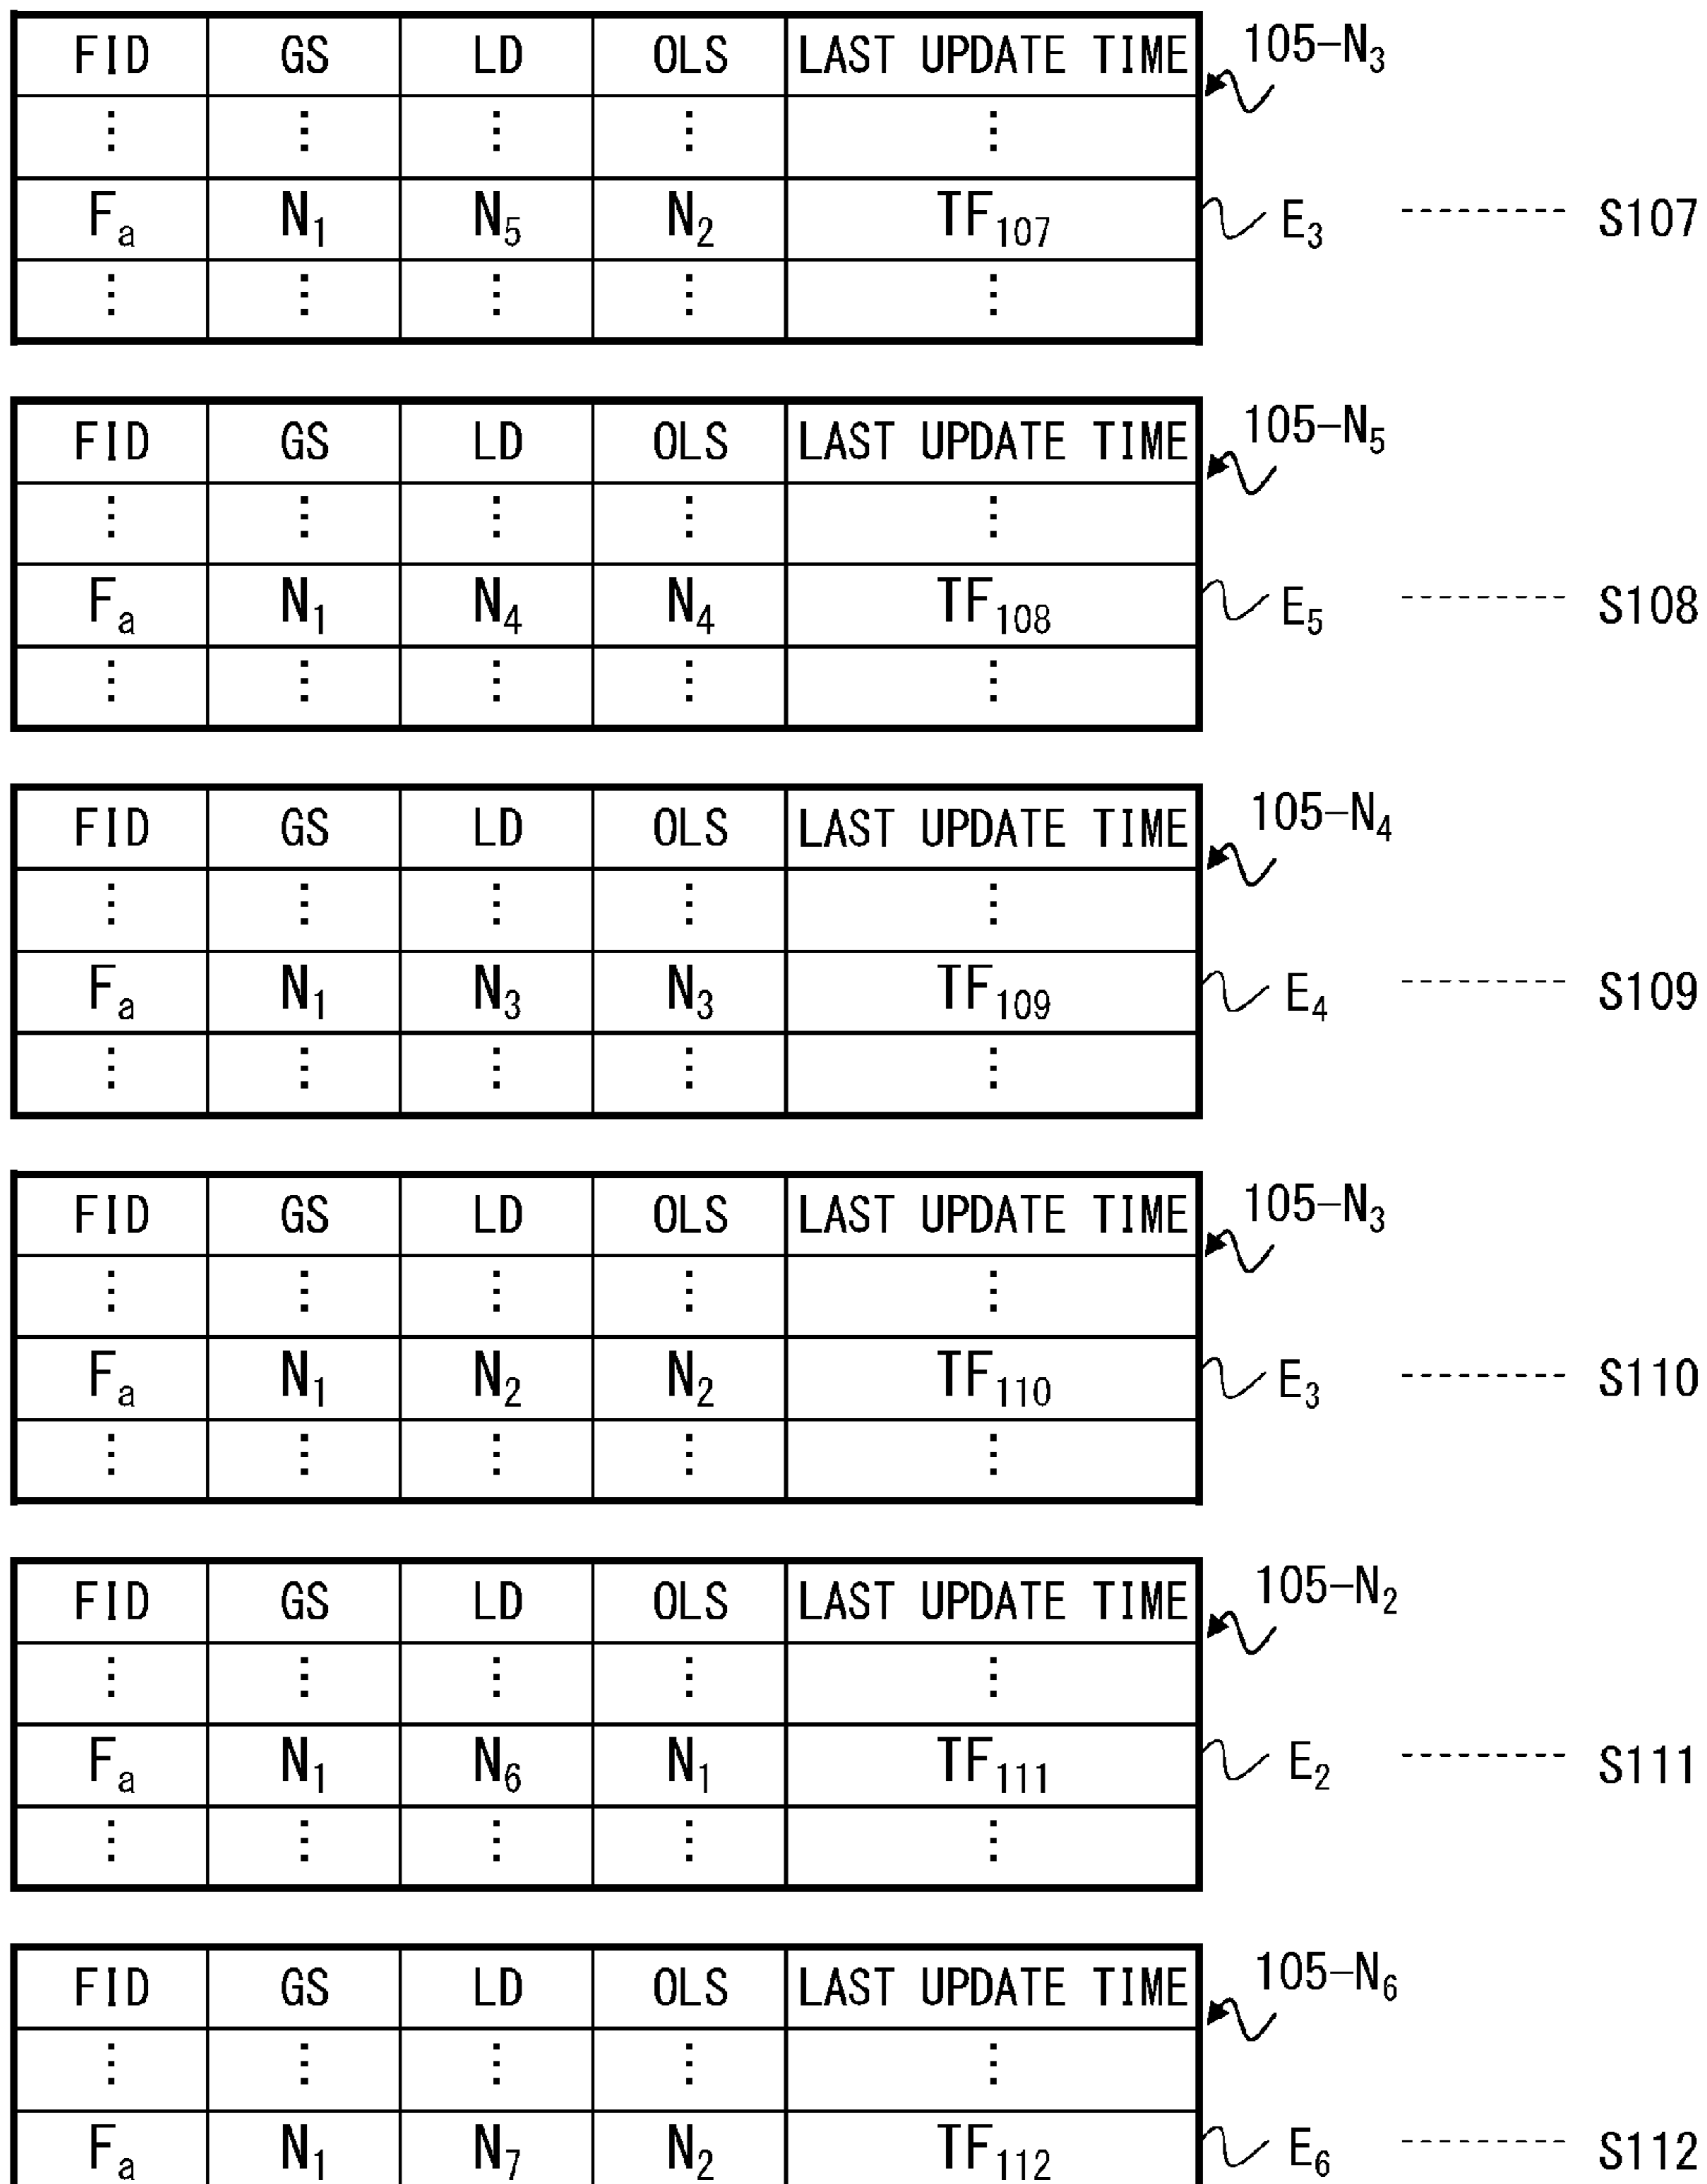 FID GS LD OLS LAST UPDATE TIME 105-N₃
⋮ ⋮ ⋮ ⋮ ⋮
Fₐ N₁ N₅ N₂ TF₁₀₇ E₃ S107
⋮ ⋮ ⋮ ⋮ ⋮
FID GS LD OLS LAST UPDATE TIME 105-N₅
⋮ ⋮ ⋮ ⋮ ⋮
Fₐ N₁ N₄ N₄ TF₁₀₈ E₅ S108
⋮ ⋮ ⋮ ⋮ ⋮
FID GS LD OLS LAST UPDATE TIME 105-N₄
⋮ ⋮ ⋮ ⋮ ⋮
Fₐ N₁ N₃ N₃ TF₁₀₉ E₄ S109
⋮ ⋮ ⋮ ⋮ ⋮
FID GS LD OLS LAST UPDATE TIME 105-N₃
⋮ ⋮ ⋮ ⋮ ⋮
Fₐ N₁ N₂ N₂ TF₁₁₀ E₃ S110
⋮ ⋮ ⋮ ⋮ ⋮
FID GS LD OLS LAST UPDATE TIME 105-N₂
⋮ ⋮ ⋮ ⋮ ⋮
Fₐ N₁ N₆ N₁ TF₁₁₁ E₂ S111
⋮ ⋮ ⋮ ⋮ ⋮
FID GS LD OLS LAST UPDATE TIME 105-N₆
⋮ ⋮ ⋮ ⋮ ⋮
Fₐ N₁ N₇ N₂ TF₁₁₂ E₆ S112